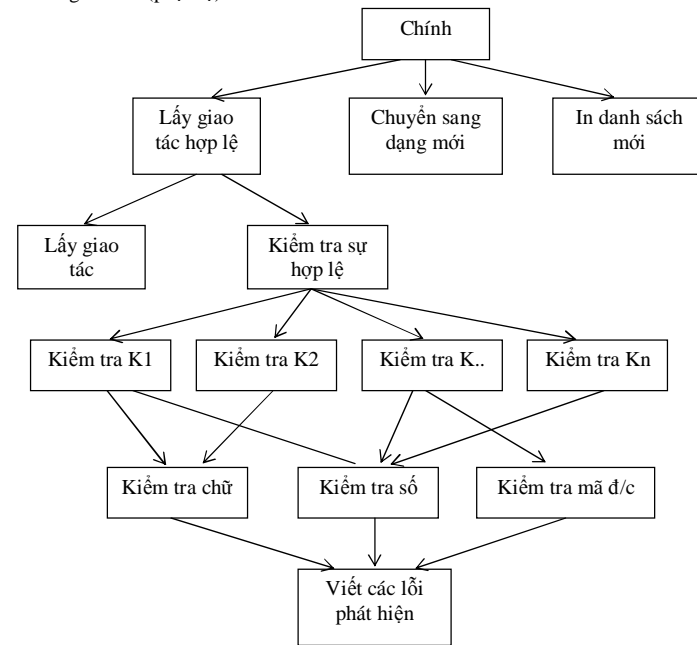 Chính
Lấy giao
tác hợp lệ
Chuyển sang
dạng mới
In danh sách
mới
Lấy giao
tác
Kiểm tra sự
hợp lệ
Kiểm tra K1
Kiểm tra K2
Kiểm tra K..
Kiểm tra Kn
Kiểm tra chữ
Kiểm tra số
Kiểm tra mã đ/c
Viết các lỗi
phát hiện